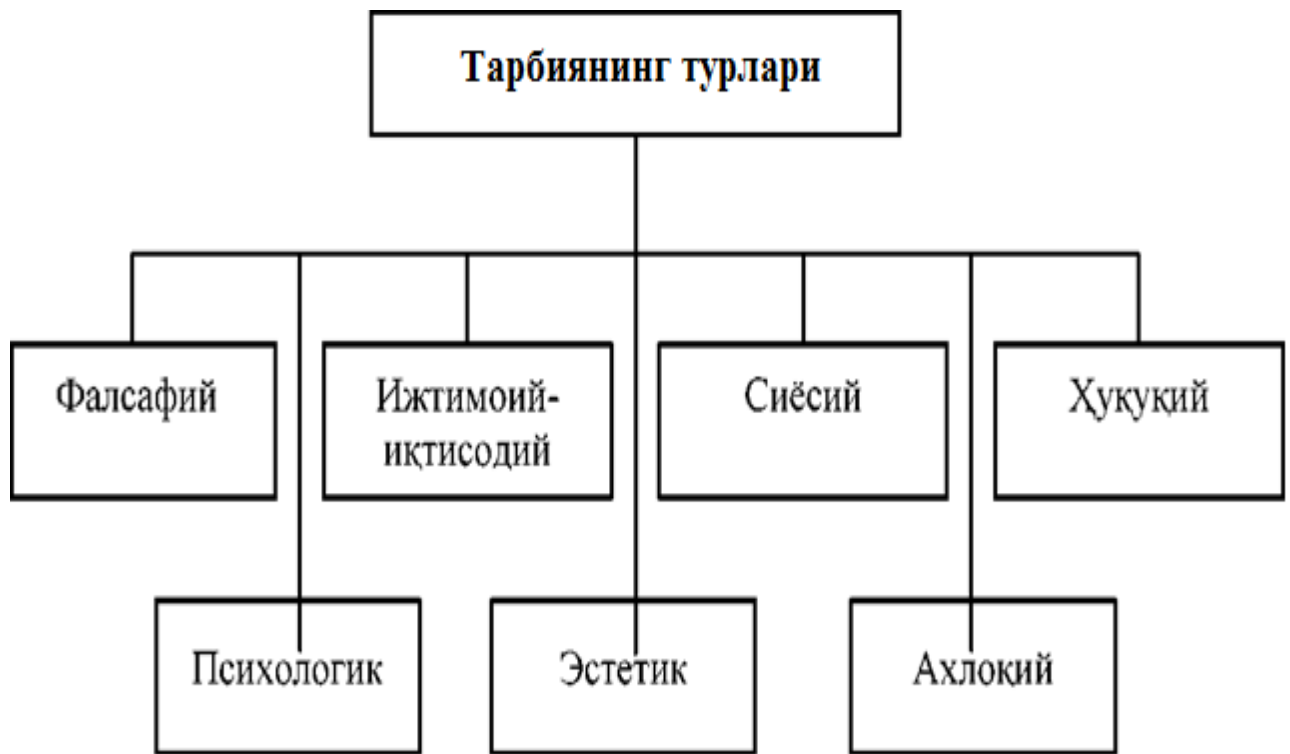 Тарбиянинг турлари
Фалсафий
Ижтимоий-
иқтисодий
Сиёсий
Ҳуқуқий
Психологик
Эстетик
Ахлоқий